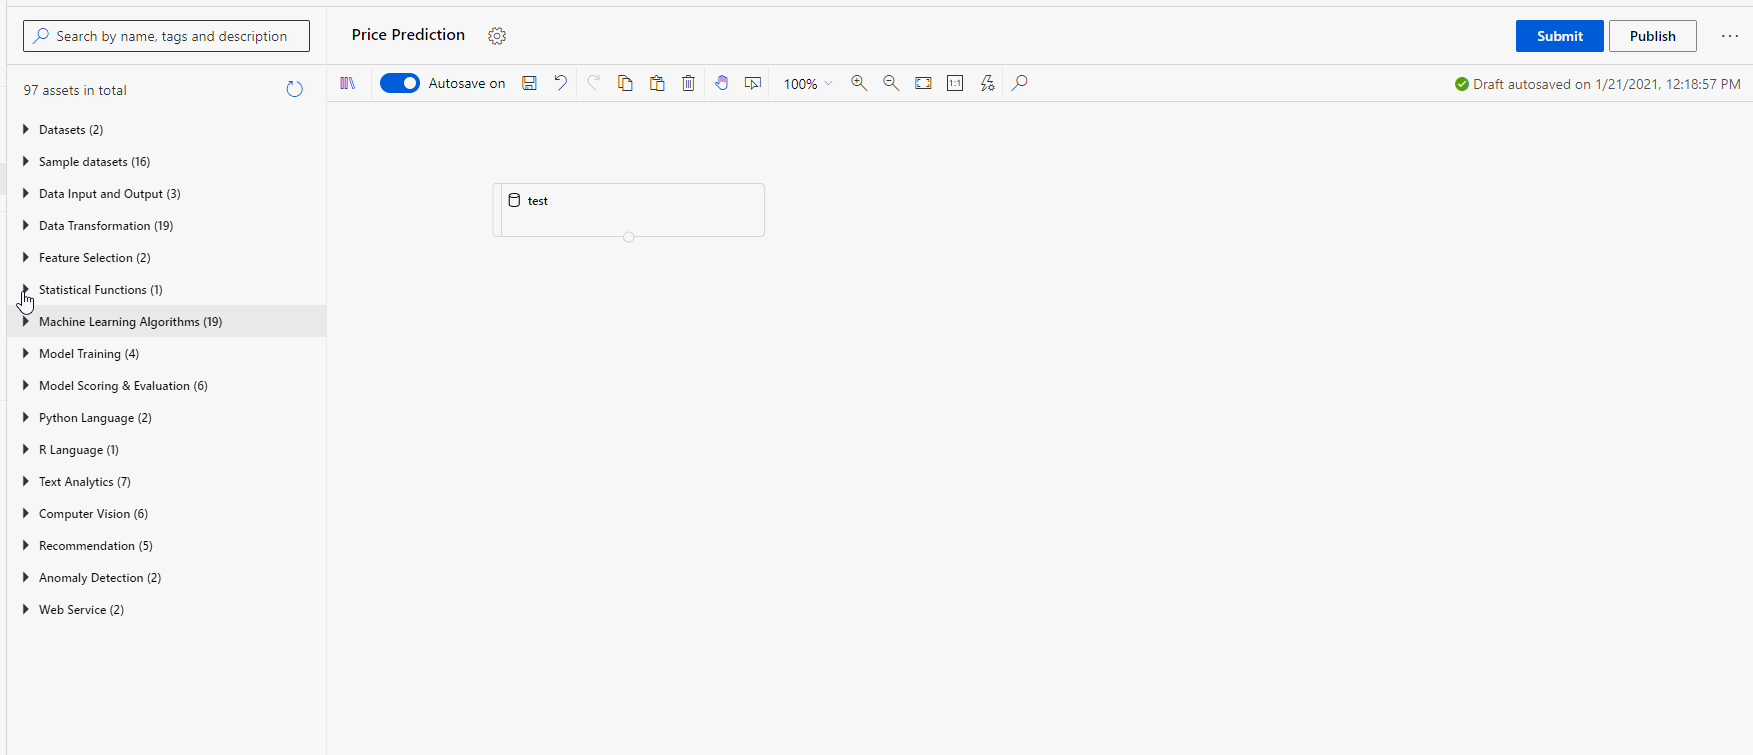 Search by name, tags and description
Price Prediction
Submit
Publish
97 assets in total
Autosave on
100%
1:1
Draft autosaved on 1/21/2021, 12:18:57 PM
Datasets (2)
Sample datasets (16)
Data Input and Output (3)
Data Transformation (19)
Feature Selection (2)
Statistical Functions (1)
Machine Learning Algorithms (19)
Model Training (4)
Model Scoring & Evaluation (6)
Python Language (2)
R Language (1)
Text Analytics (7)
Computer Vision (6)
Recommendation (5)
Anomaly Detection (2)
Web Service (2)
test